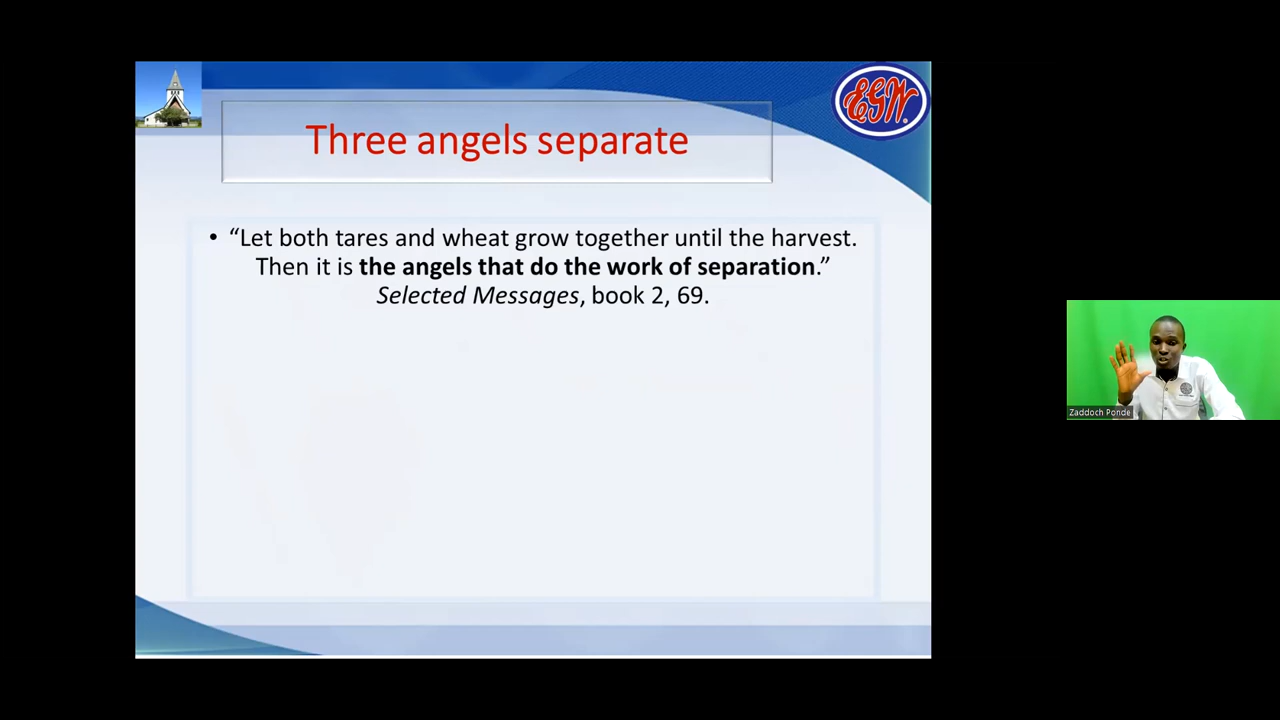 EGW
Three angels separate
• “Let both tares and wheat grow together until the harvest.
Then it is the angels that do the work of separation.”
Selected Messages, book 2, 69.
Zaddoch Ponde